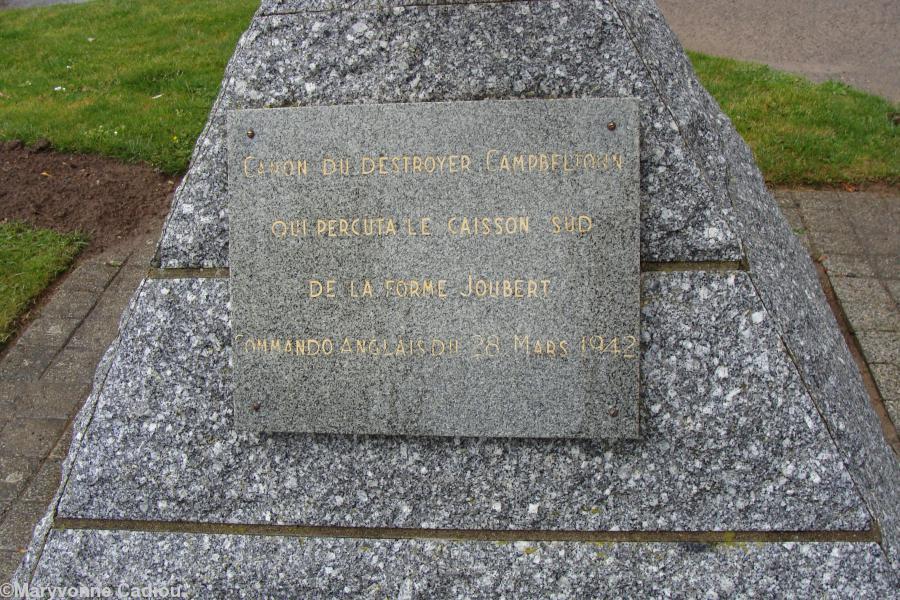 CANON DU DESTROYER CAMPBELTOWN
QUI PERCUTA LE CAISSON SUD
DE LA FORME JOUBERT
COMMANDO ANGLAIS DU 28 MARS 1942
©Maryvonne Cadiou